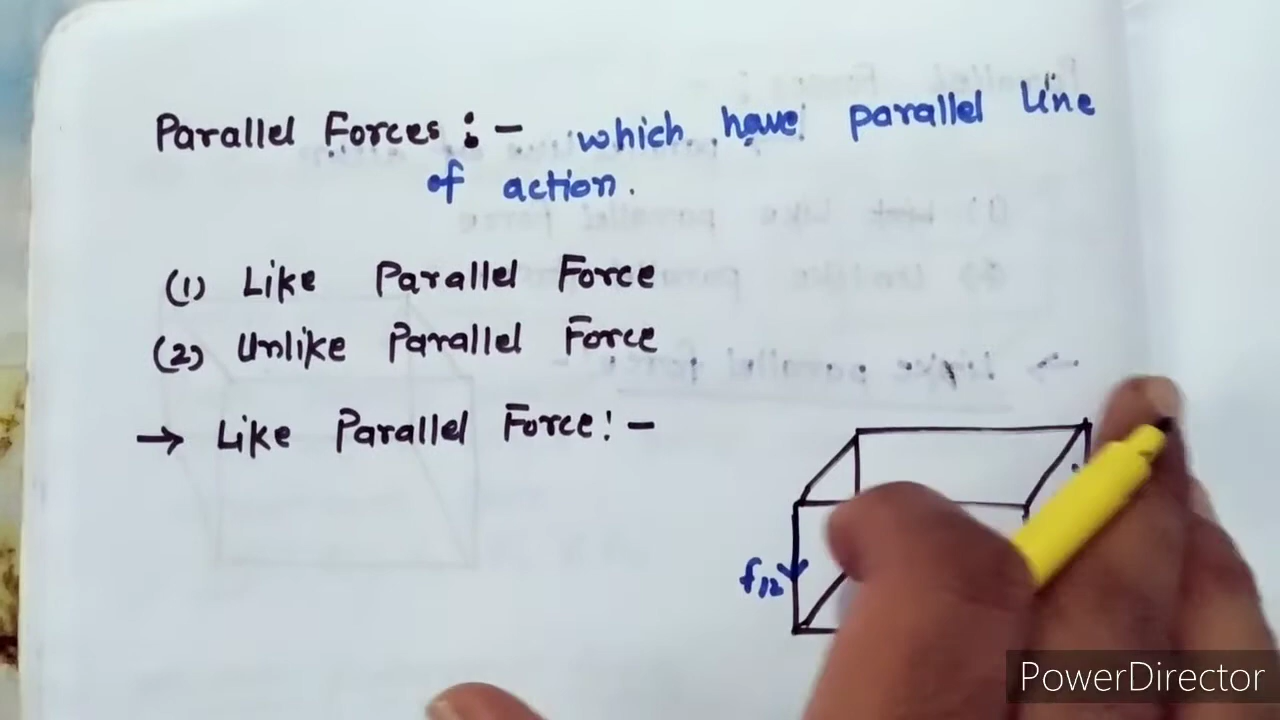 Parallel Forces :- which have parallel line
of action.
(1) Like Parallel Force
(2) Unlike Parallel Force
→ Like Parallel Force! -
f12
PowerDirector